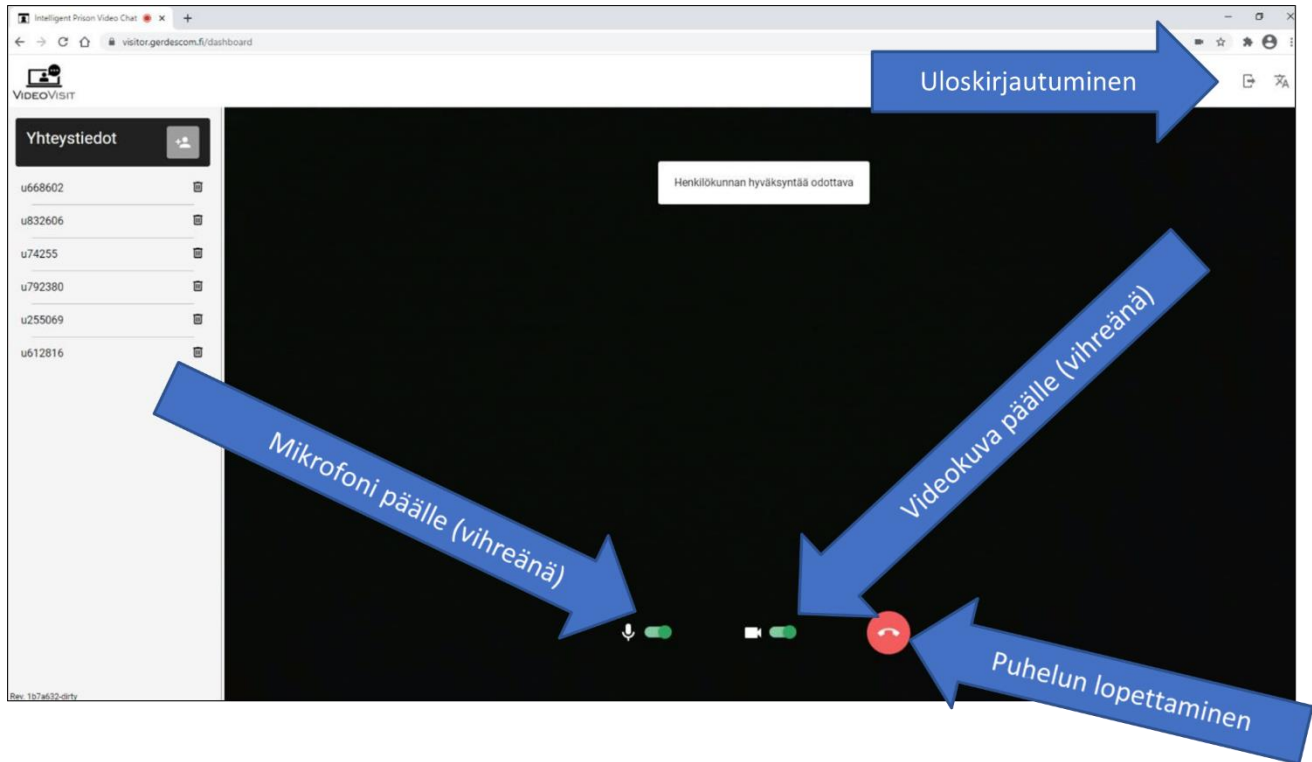 Intelligent Prison Video Chat
visitor.gerdescom.fi/dashboard
VIDEOVISIT
Uloskirjautuminen
Yhteystiedot
Henkilökunnan hyväksyntää odottava
u668602
u832606
u74255
u792380
u255069
u612816
Videokuva päälle (vihreänä)
Mikrofoni päälle (vihreänä)
Puhelun lopettaminen
Rev. 1b7a632-dirty